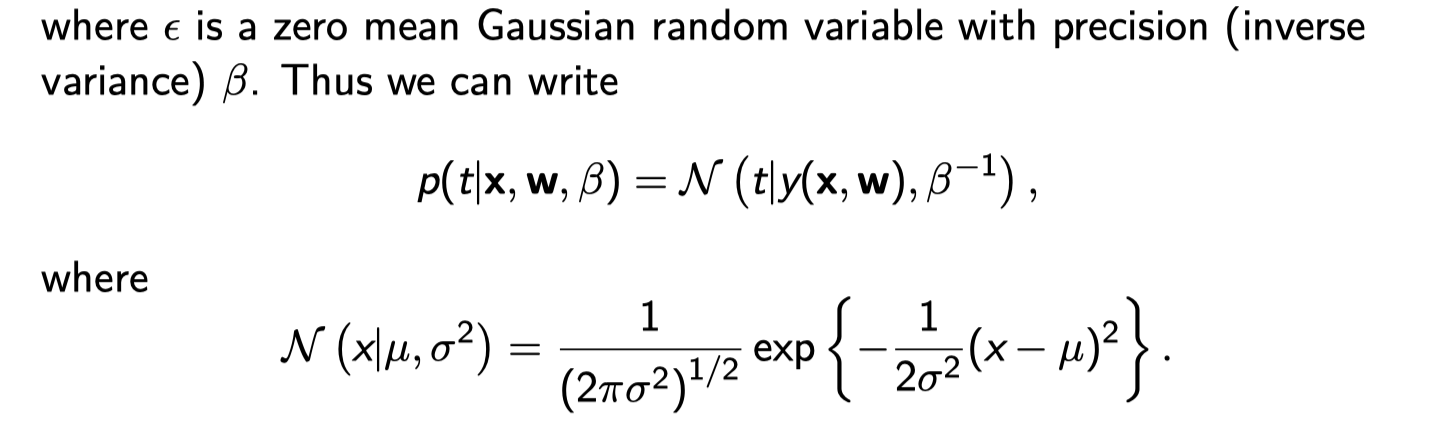 where ϵ is a zero mean Gaussian random variable with precision (inverse
variance) β. Thus we can write
p(t|x, w, β) = 𝒩 (t|y(x, w), β⁻¹) ,
where
𝒩 (x|μ, σ²) = 1/(2πσ²)^{1/2} exp {−1/2σ² (x − μ)²} .